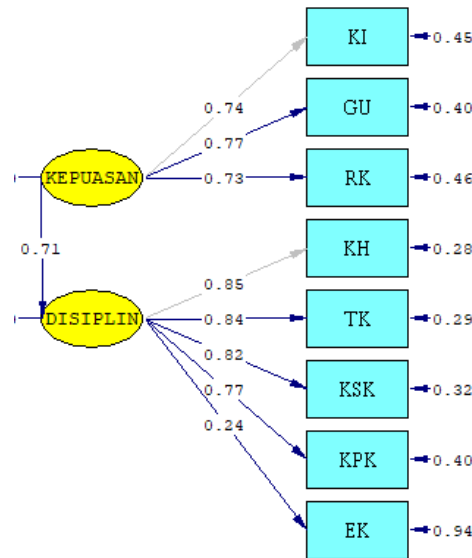 KI
0.45
0.74
GU
0.40
0.77
KEPUASAN
0.73
RK
0.46
0.71
KH
0.28
0.85
DISIPLIN
0.84
TK
0.29
0.82
KSK
0.32
0.77
KPK
0.40
0.24
EK
0.94